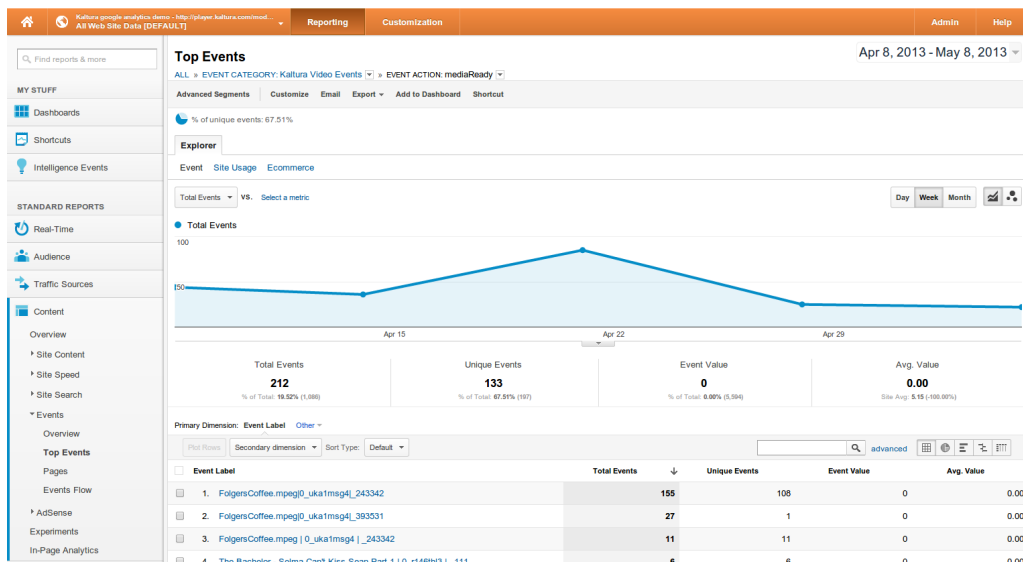 Kaltura google analytics demo - http://player.kaltura.com/mod...
All Web Site Data [DEFAULT]
Reporting
Customization
Admin
Help
Find reports & more
MY STUFF
Dashboards
Shortcuts
Intelligence Events
STANDARD REPORTS
Real-Time
Audience
Traffic Sources
Content
Overview
Site Content
Site Speed
Site Search
Events
Overview
Top Events
Pages
Events Flow
AdSense
Experiments
In-Page Analytics
Top Events
Apr 8, 2013 - May 8, 2013
ALL » EVENT CATEGORY: Kaltura Video Events » EVENT ACTION: mediaReady
Advanced Segments Customize Email Export Add to Dashboard Shortcut
% of unique events: 67.51%
Explorer
Event Site Usage Ecommerce
Total Events VS. Select a metric
Day Week Month
Total Events
100
50
Apr 15 Apr 22 Apr 29
Total Events Unique Events Event Value Avg. Value
212 133 0 0.00
% of Total: 19.52% (1,086) % of Total: 67.51% (197) % of Total: 0.00% (5,594) Site Avg: 5.15 (-100.00%)
Primary Dimension: Event Label Other
Plot Rows Secondary dimension Sort Type: Default advanced
Event Label Total Events Unique Events Event Value Avg. Value
1. FolgersCoffee.mpeg|0_uka1msg4|_243342 155 108 0 0.00
2. FolgersCoffee.mpeg|0_uka1msg4|_393531 27 1 0 0.00
3. FolgersCoffee.mpeg | 0_uka1msg4 | _243342 11 11 0 0.00